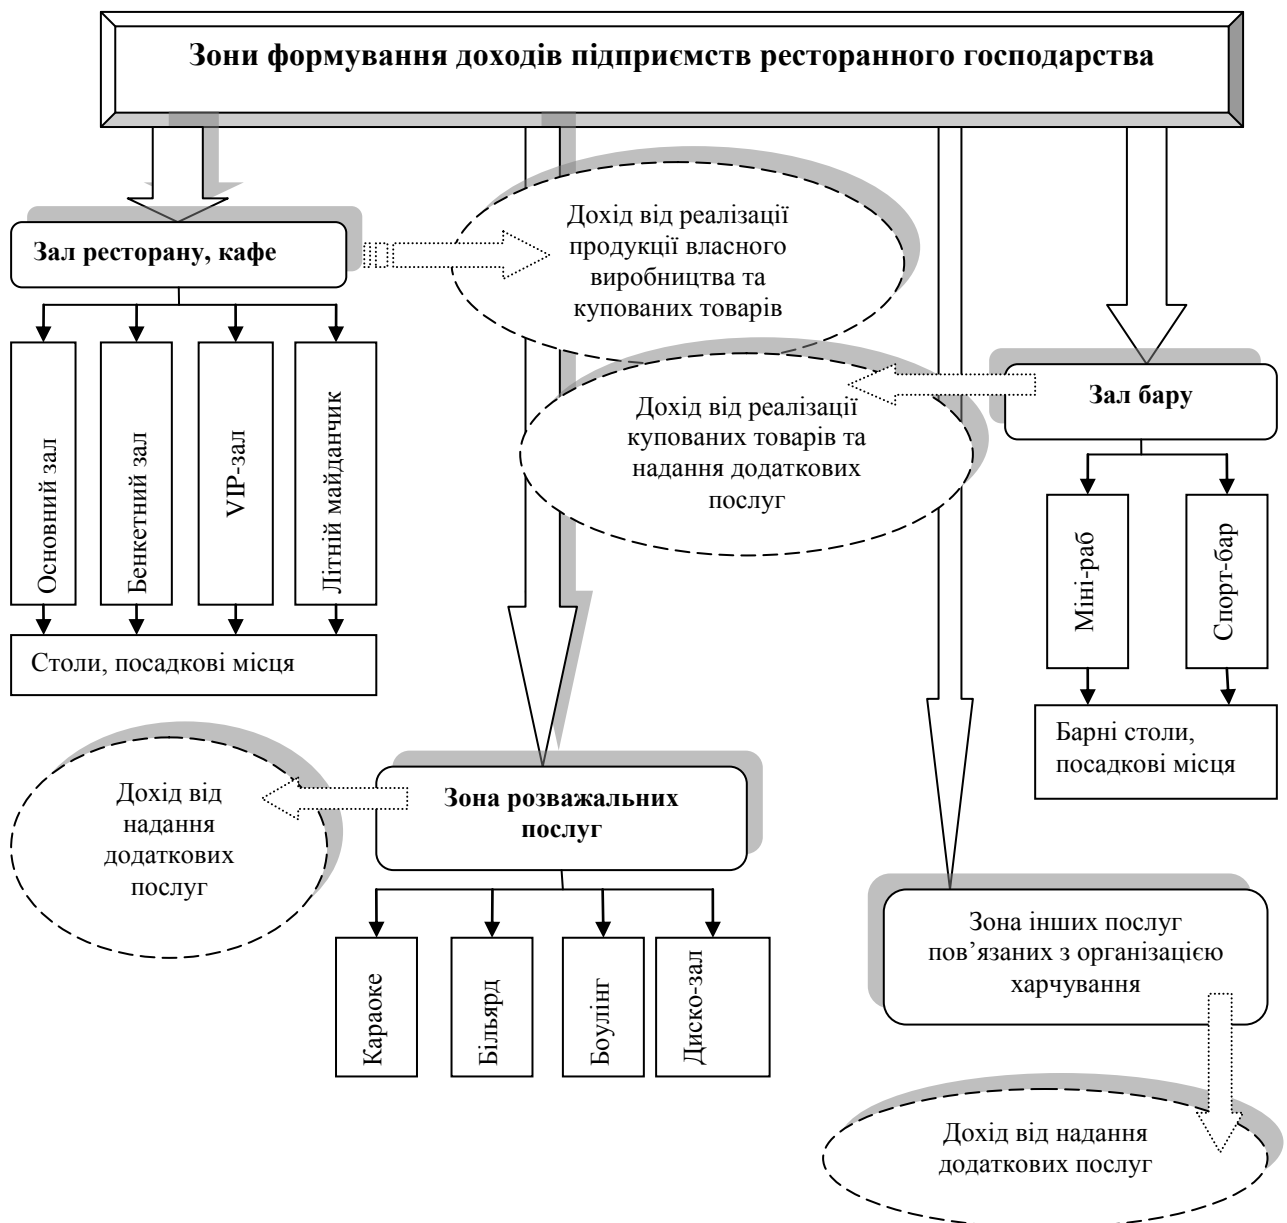 Зони формування доходів підприємств ресторанного господарства
Зал ресторану, кафе
Дохід від реалізації
продукції власного
виробництва та
купованих товарів
Основний зал
Бенкетний зал
VIP-зал
Літній майданчик
Столи, посадкові місця
Дохід від реалізації
купованих товарів та
надання додаткових
послуг
Зал бару
Міні-раб
Спорт-бар
Барні столи,
посадкові місця
Дохід від
надання
додаткових
послуг
Зона розважальних
послуг
Караоке
Більярд
Боулінг
Диско-зал
Зона інших послуг
пов’язаних з організацією
харчування
Дохід від надання
додаткових послуг